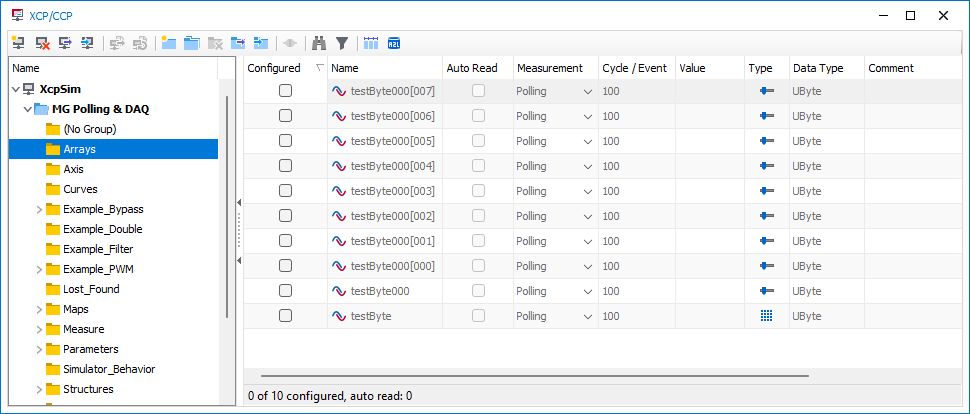 XCP/CCP
A2L
Name
XcpSim
MG Polling & DAQ
(No Group)
Arrays
Axis
Curves
Example_Bypass
Example_Double
Example_Filter
Example_PWM
Lost_Found
Maps
Measure
Parameters
Simulator_Behavior
Structures
Configured Name Auto Read Measurement Cycle / Event Value Type Data Type Comment
testByte000[007] Polling 100 UByte
testByte000[006] Polling 100 UByte
testByte000[005] Polling 100 UByte
testByte000[004] Polling 100 UByte
testByte000[003] Polling 100 UByte
testByte000[002] Polling 100 UByte
testByte000[001] Polling 100 UByte
testByte000[000] Polling 100 UByte
testByte000 Polling 100 UByte
testByte Polling 100 UByte
0 of 10 configured, auto read: 0